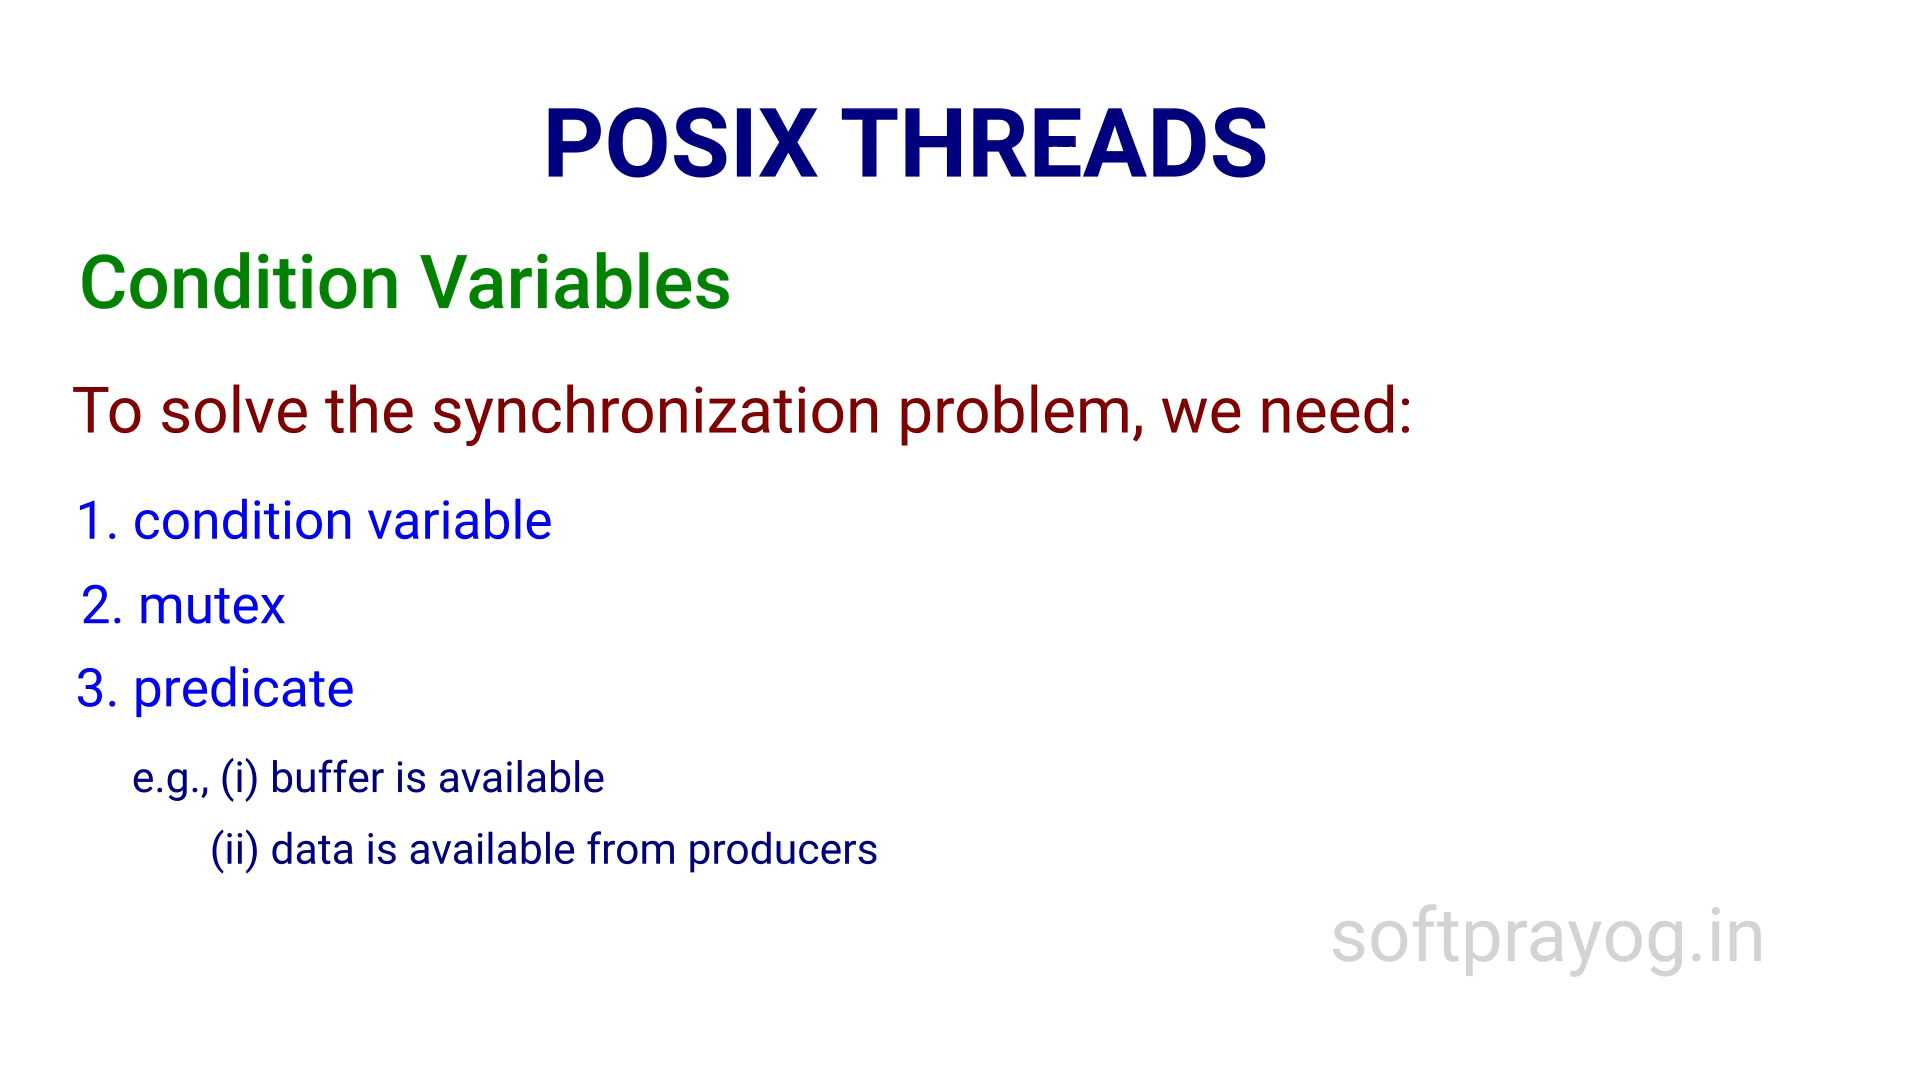 POSIX THREADS
Condition Variables
To solve the synchronization problem, we need:
1. condition variable
2. mutex
3. predicate
e.g., (i) buffer is available
(ii) data is available from producers
softprayog.in